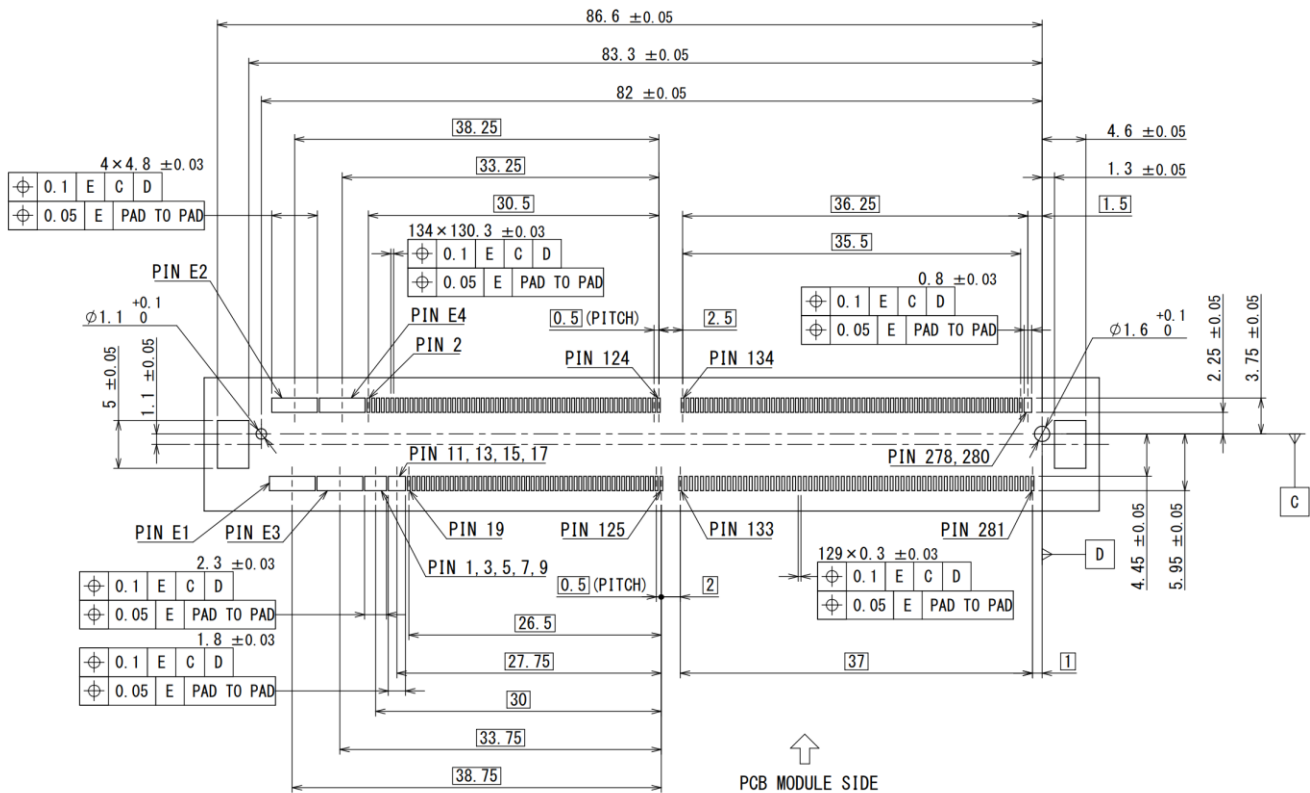 86.6 ±0.05
83.3 ±0.05
82 ±0.05
38.25
4.6 ±0.05
4×4.8 ±0.03
33.25
1.3 ±0.05
⌖ 0.1 E C D
⌖ 0.05 E PAD TO PAD
30.5
36.25
1.5
134×130.3 ±0.03
⌖ 0.1 E C D
⌖ 0.05 E PAD TO PAD
35.5
PIN E2
0.8 ±0.03
⌖ 0.1 E C D
⌖ 0.05 E PAD TO PAD
φ1.1 +0.1 0
PIN E4
0.5 (PITCH)
2.5
φ1.6 +0.1 0
PIN 2
PIN 124
PIN 134
5 ±0.05
1.1 ±0.05
2.25 ±0.05
3.75 ±0.05
PIN 11, 13, 15, 17
PIN 278, 280
C
PIN E1
PIN E3
PIN 19
PIN 125
PIN 133
PIN 281
D
4.45 ±0.05
5.95 ±0.05
2.3 ±0.03
⌖ 0.1 E C D
⌖ 0.05 E PAD TO PAD
PIN 1, 3, 5, 7, 9
129×0.3 ±0.03
⌖ 0.1 E C D
⌖ 0.05 E PAD TO PAD
0.5 (PITCH)
2
26.5
1.8 ±0.03
⌖ 0.1 E C D
⌖ 0.05 E PAD TO PAD
27.75
37
1
30
33.75
38.75
PCB MODULE SIDE